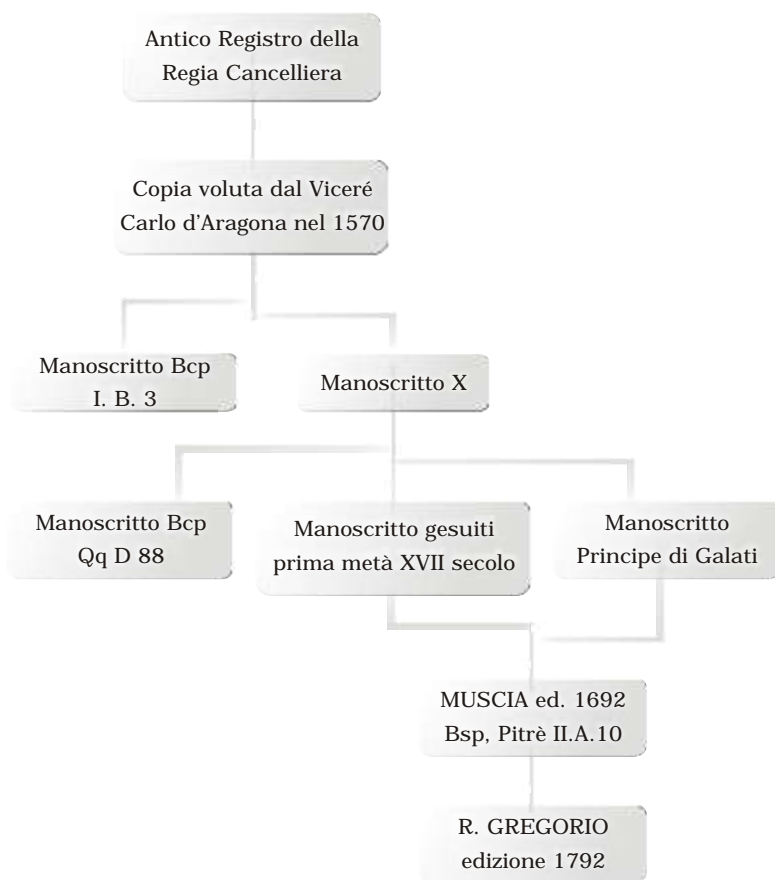 Antico Registro della
Regia Cancelliera
Copia voluta dal Viceré
Carlo d'Aragona nel 1570
Manoscritto Bcp
I. B. 3
Manoscritto X
Manoscritto Bcp
Qq D 88
Manoscritto gesuiti
prima metà XVII secolo
Manoscritto
Principe di Galati
MUSCIA ed. 1692
Bsp, Pitrè II.A.10
R. GREGORIO
edizione 1792